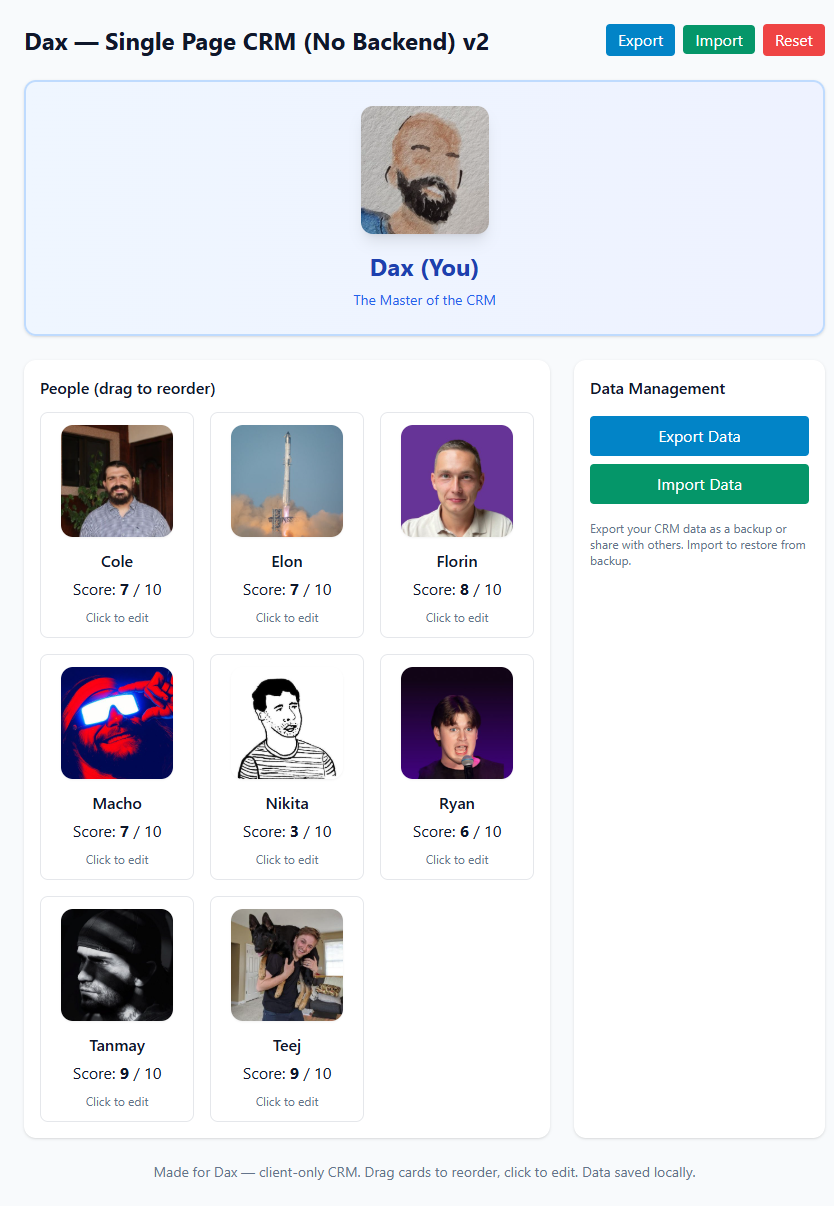 Dax — Single Page CRM (No Backend) v2
Export
Import
Reset
Dax (You)
The Master of the CRM
People (drag to reorder)
Cole
Score: 7 / 10
Click to edit
Elon
Score: 7 / 10
Click to edit
Florin
Score: 8 / 10
Click to edit
Macho
Score: 7 / 10
Click to edit
Nikita
Score: 3 / 10
Click to edit
Ryan
Score: 6 / 10
Click to edit
Tanmay
Score: 9 / 10
Click to edit
Teej
Score: 9 / 10
Click to edit
Data Management
Export Data
Import Data
Export your CRM data as a backup or
share with others. Import to restore from
backup.
Made for Dax — client-only CRM. Drag cards to reorder, click to edit. Data saved locally.